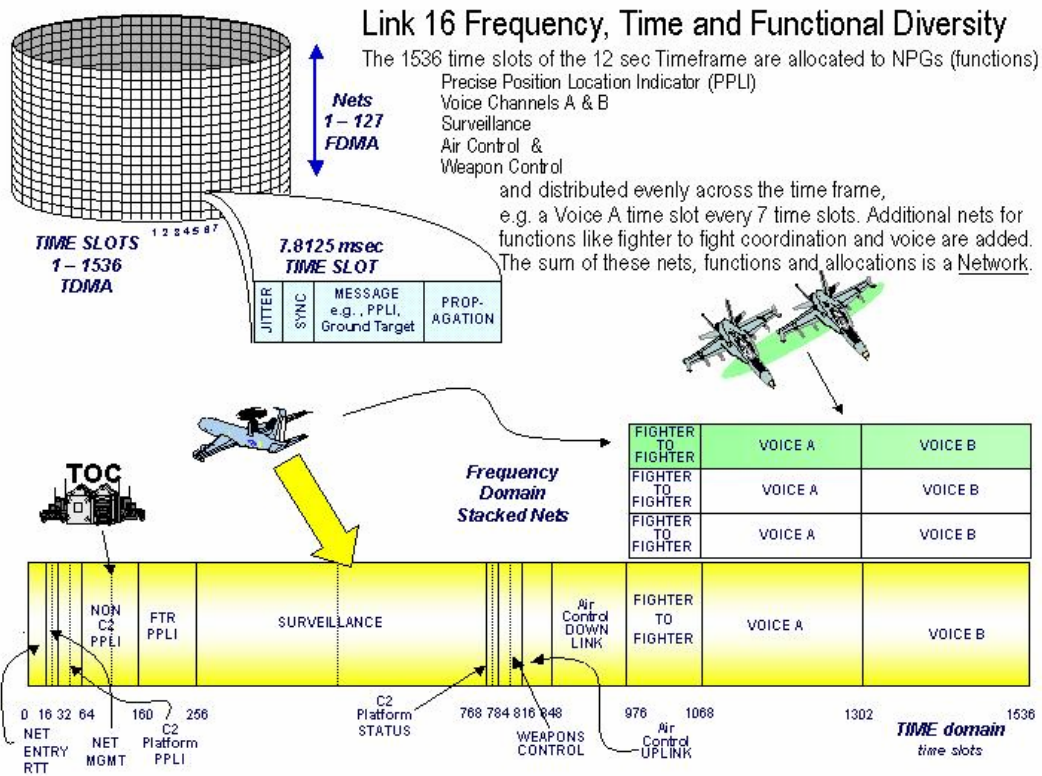 Link 16 Frequency, Time and Functional Diversity
The 1536 time slots of the 12 sec Timeframe are allocated to NPGs (functions)
Precise Position Location Indicator (PPLI)
Voice Channels A & B
Surveillance
Air Control &
Weapon Control
and distributed evenly across the time frame,
e.g. a Voice A time slot every 7 time slots. Additional nets for
functions like fighter to fight coordination and voice are added.
The sum of these nets, functions and allocations is a Network.
Nets
1 – 127
FDMA
1 2 3 4 5 6 7
TIME SLOTS
1 – 1536
TDMA
7.8125 msec
TIME SLOT
JITTER
SYNC
MESSAGE
e.g., PPLI,
Ground Target
PROP-
AGATION
TOC
Frequency
Domain
Stacked Nets
FIGHTER
TO
FIGHTER
VOICE A
VOICE B
FIGHTER
TO
FIGHTER
VOICE A
VOICE B
FIGHTER
TO
FIGHTER
VOICE A
VOICE B
NON
C2
PPLI
FTR
PPLI
SURVEILLANCE
Air
Control
DOWN
LINK
FIGHTER
TO
FIGHTER
VOICE A
VOICE B
0 16 32 64 160 256 768 784 816 848 976 1068 1302 1536
NET
ENTRY
RTT
NET
MGMT
C2
Platform
PPLI
C2
Platform
STATUS
WEAPONS
CONTROL
Air
Control
UPLINK
TIME domain
time slots